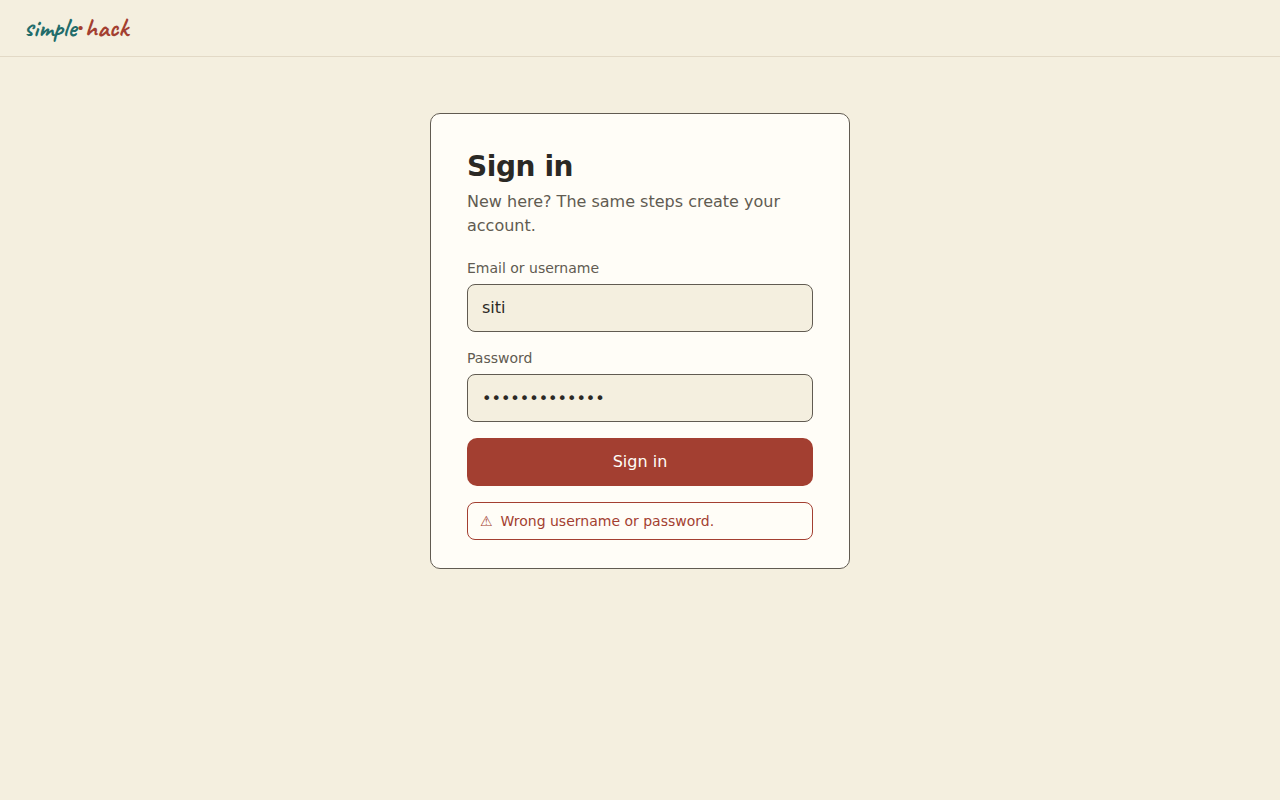 simple•hack
Sign in
New here? The same steps create your
account.
Email or username
siti
Password
•••••••••••••
Sign in
⚠ Wrong username or password.